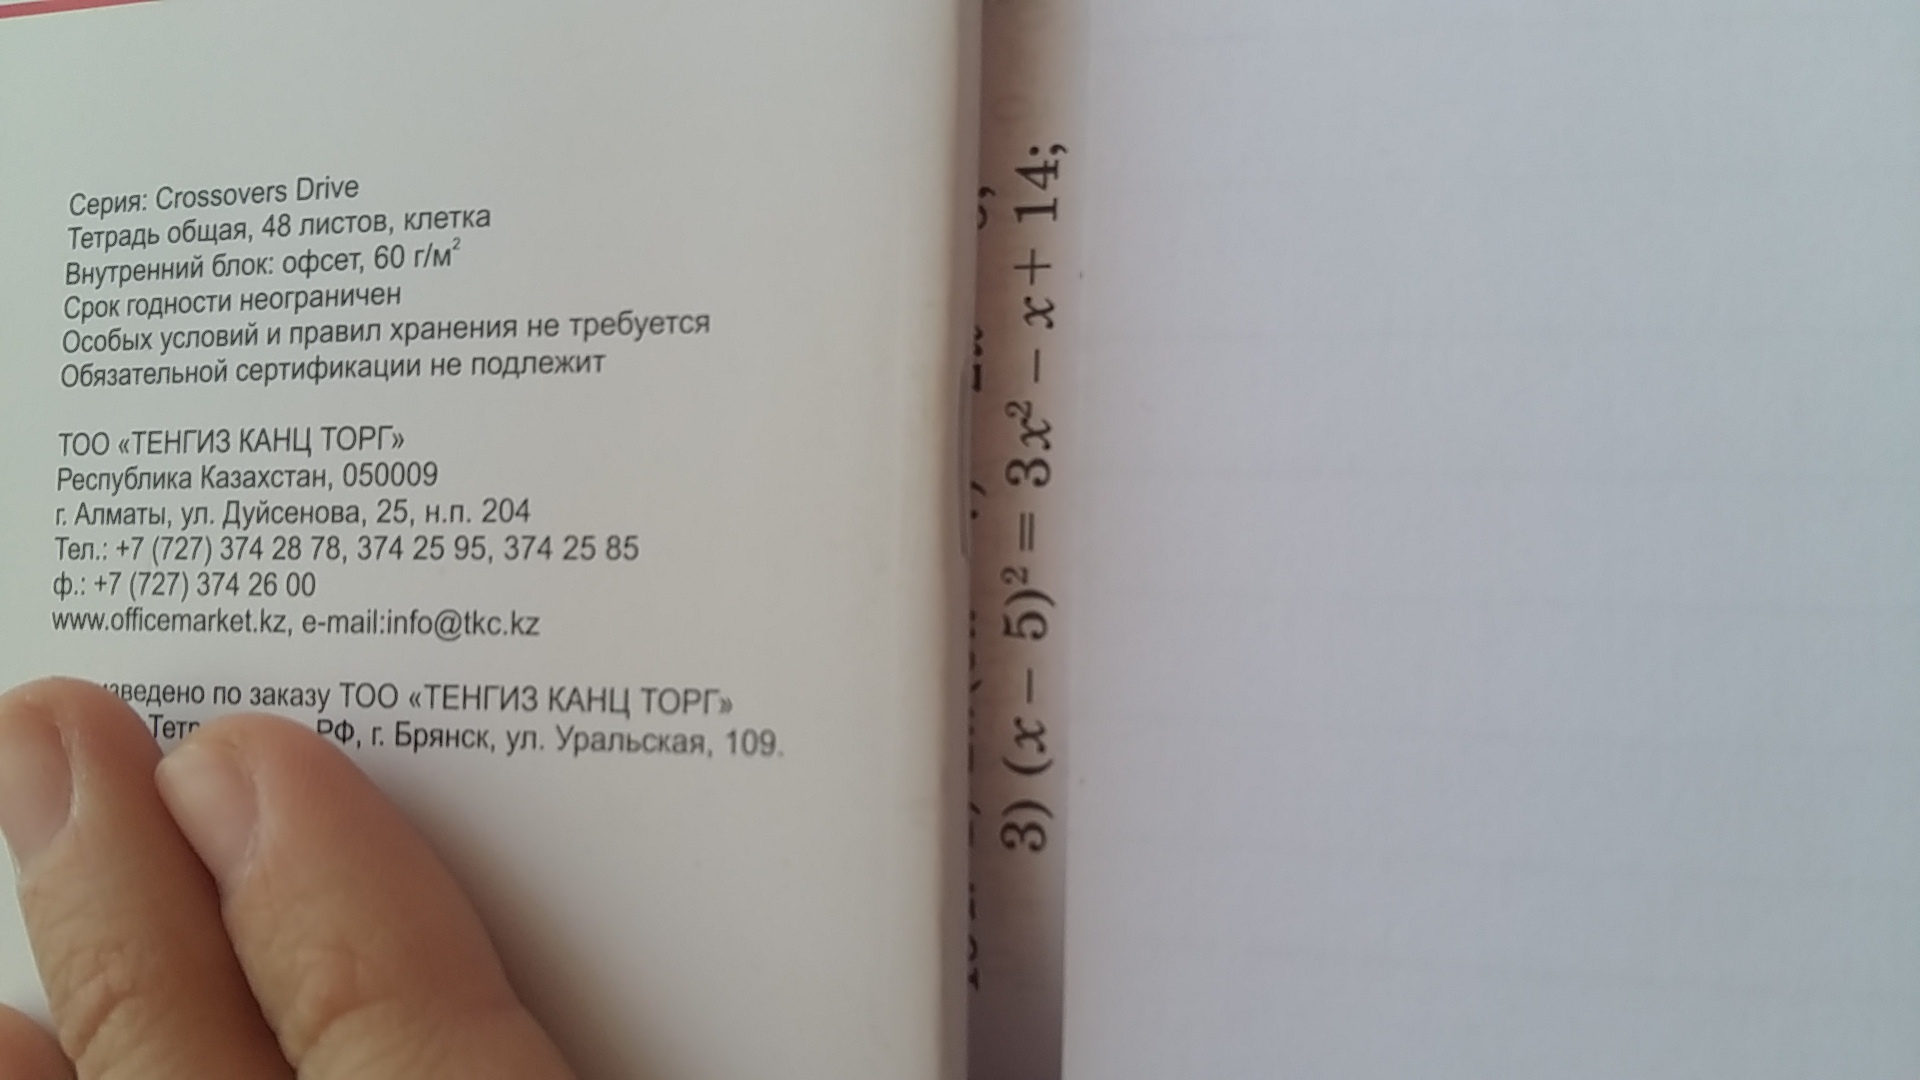 Серия: Crossovers Drive
Тетрадь общая, 48 листов, клетка
Внутренний блок: офсет, 60 г/м²
Срок годности неограничен
Особых условий и правил хранения не требуется
Обязательной сертификации не подлежит
ТОО «ТЕНГИЗ КАНЦ ТОРГ»
Республика Казахстан, 050009
г. Алматы, ул. Дуйсенова, 25, н.п. 204
Тел.: +7 (727) 374 28 78, 374 25 95, 374 25 85
ф.: +7 (727) 374 26 00
www.officemarket.kz, e-mail:info@tkc.kz
по заказу ТОО «ТЕНГИЗ КАНЦ ТОРГ»
РФ, г. Брянск, ул. Уральская, 109.
3) (x − 5)² = 3x² − x + 14;